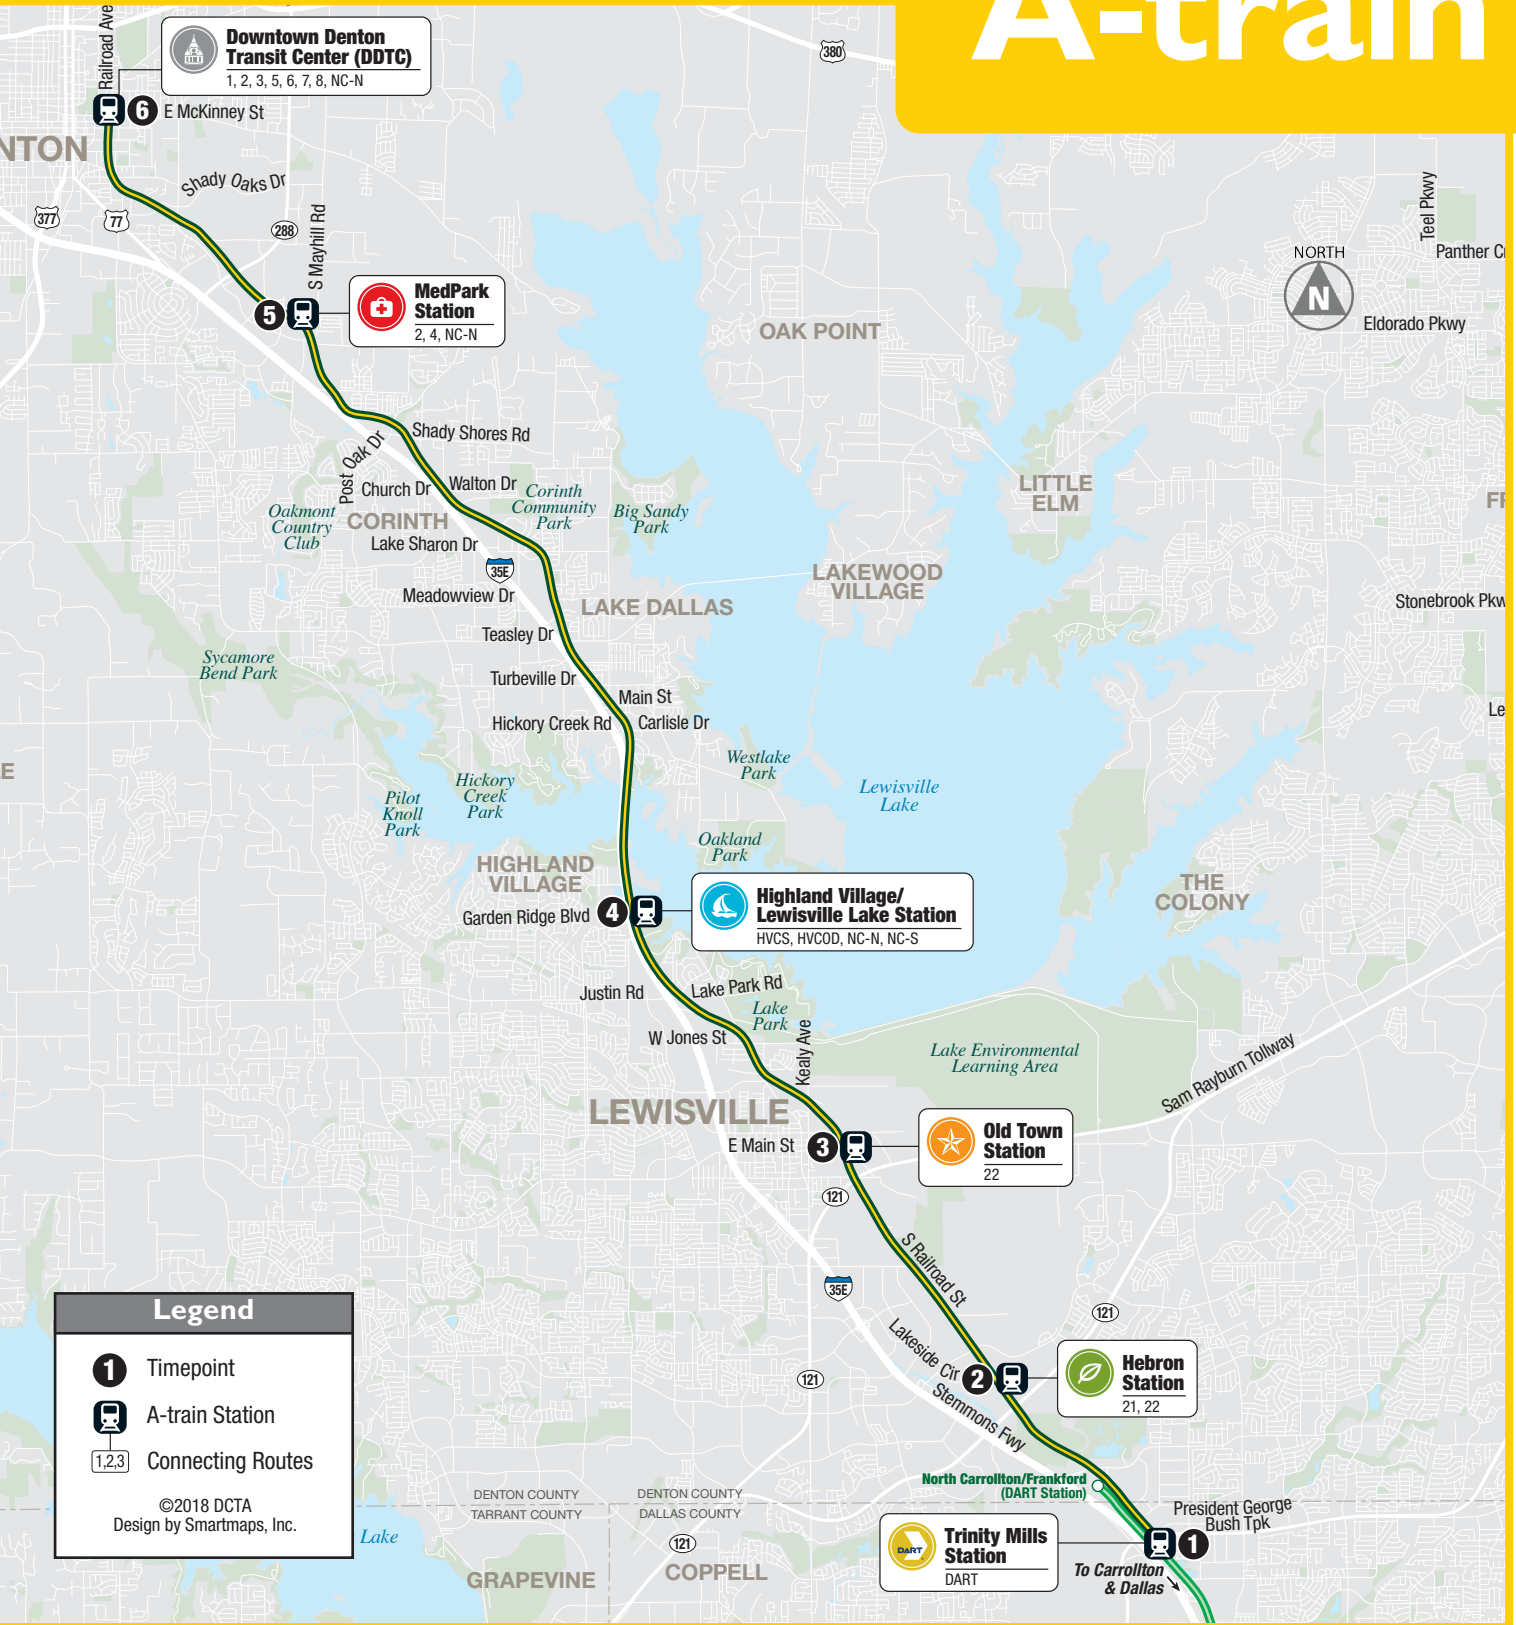 A-train
Railroad Ave
Downtown Denton
Transit Center (DDTC)
1, 2, 3, 5, 6, 7, 8, NC-N
380
6
E McKinney St
NTON
Shady Oaks Dr
377
77
288
S Mayhill Rd
Teel Pkwy
Panther C
NORTH
N
Eldorado Pkwy
5
MedPark
Station
2, 4, NC-N
OAK POINT
Shady Shores Rd
Post Oak Dr
Church Dr
Walton Dr
Corinth
Community
Park
Big Sandy
Park
Oakmont
Country
Club
CORINTH
Lake Sharon Dr
LITTLE
ELM
35E
Meadowview Dr
LAKE DALLAS
LAKEWOOD
VILLAGE
Stonebrook Pkw
Teasley Dr
Sycamore
Bend Park
Turbeville Dr
Main St
Hickory Creek Rd
Carlisle Dr
Le
E
Westlake
Park
Lewisville
Lake
Hickory
Creek
Park
Pilot
Knoll
Park
Oakland
Park
HIGHLAND
VILLAGE
THE
COLONY
Garden Ridge Blvd
4
Highland Village/
Lewisville Lake Station
HVCS, HVCOD, NC-N, NC-S
Justin Rd
Lake Park Rd
Lake
Park
W Jones St
Kealy Ave
Lake Environmental
Learning Area
Sam Rayburn Tollway
LEWISVILLE
E Main St
3
Old Town
Station
22
121
S Railroad St
35E
121
Lakeside Cir
2
Hebron
Station
21, 22
121
Stemmons Fwy
North Carrollton/Frankford
(DART Station)
President George
Bush Tpk
DENTON COUNTY
TARRANT COUNTY
DENTON COUNTY
DALLAS COUNTY
121
DART
Trinity Mills
Station
DART
1
To Carrollton
& Dallas
Lake
GRAPEVINE
COPPELL
Legend
1 Timepoint
A-train Station
1,2,3 Connecting Routes
©2018 DCTA
Design by Smartmaps, Inc.